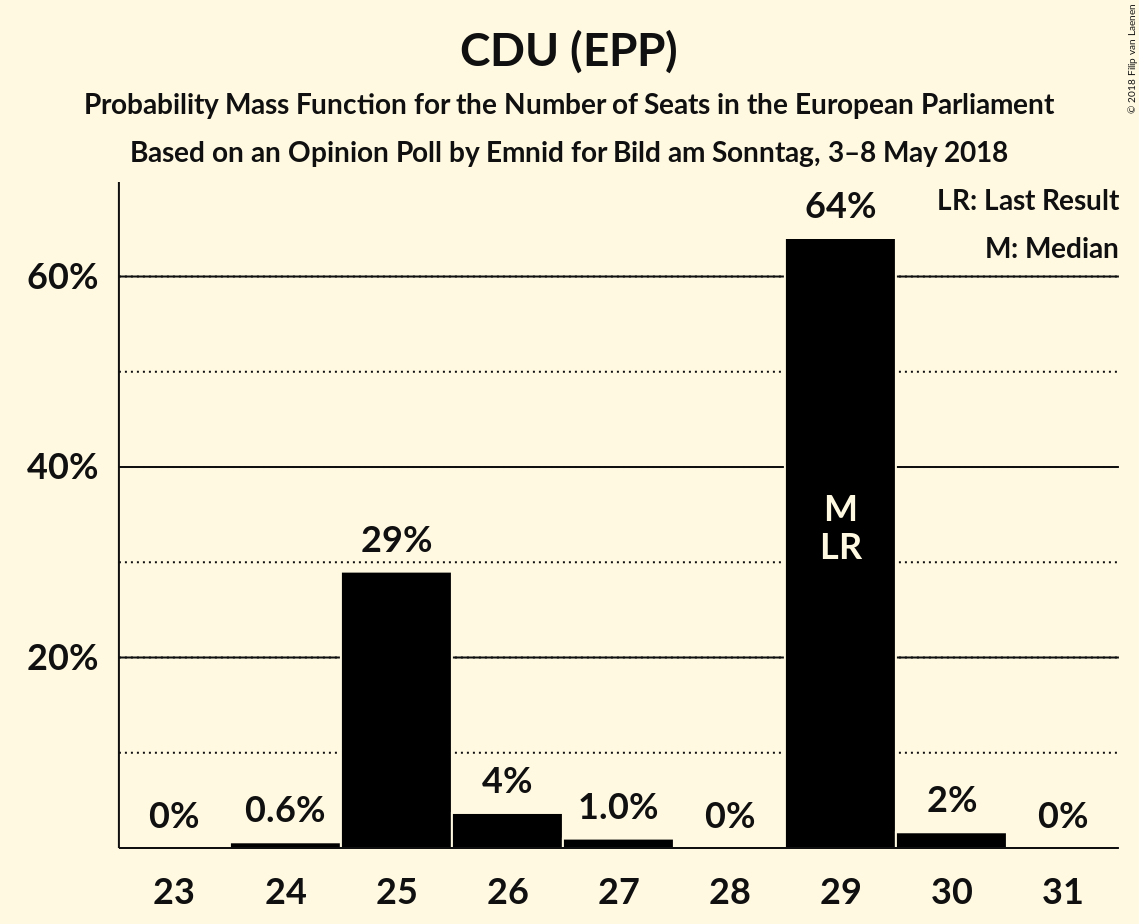 CDU (EPP)
Probability Mass Function for the Number of Seats in the European Parliament
Based on an Opinion Poll by Emnid for Bild am Sonntag, 3–8 May 2018
© 2018 Filip van Laenen
LR: Last Result
M: Median
60%
40%
20%
0%
0.6%
29%
4%
1.0%
0%
64%
2%
0%
M
LR
23 24 25 26 27 28 29 30 31